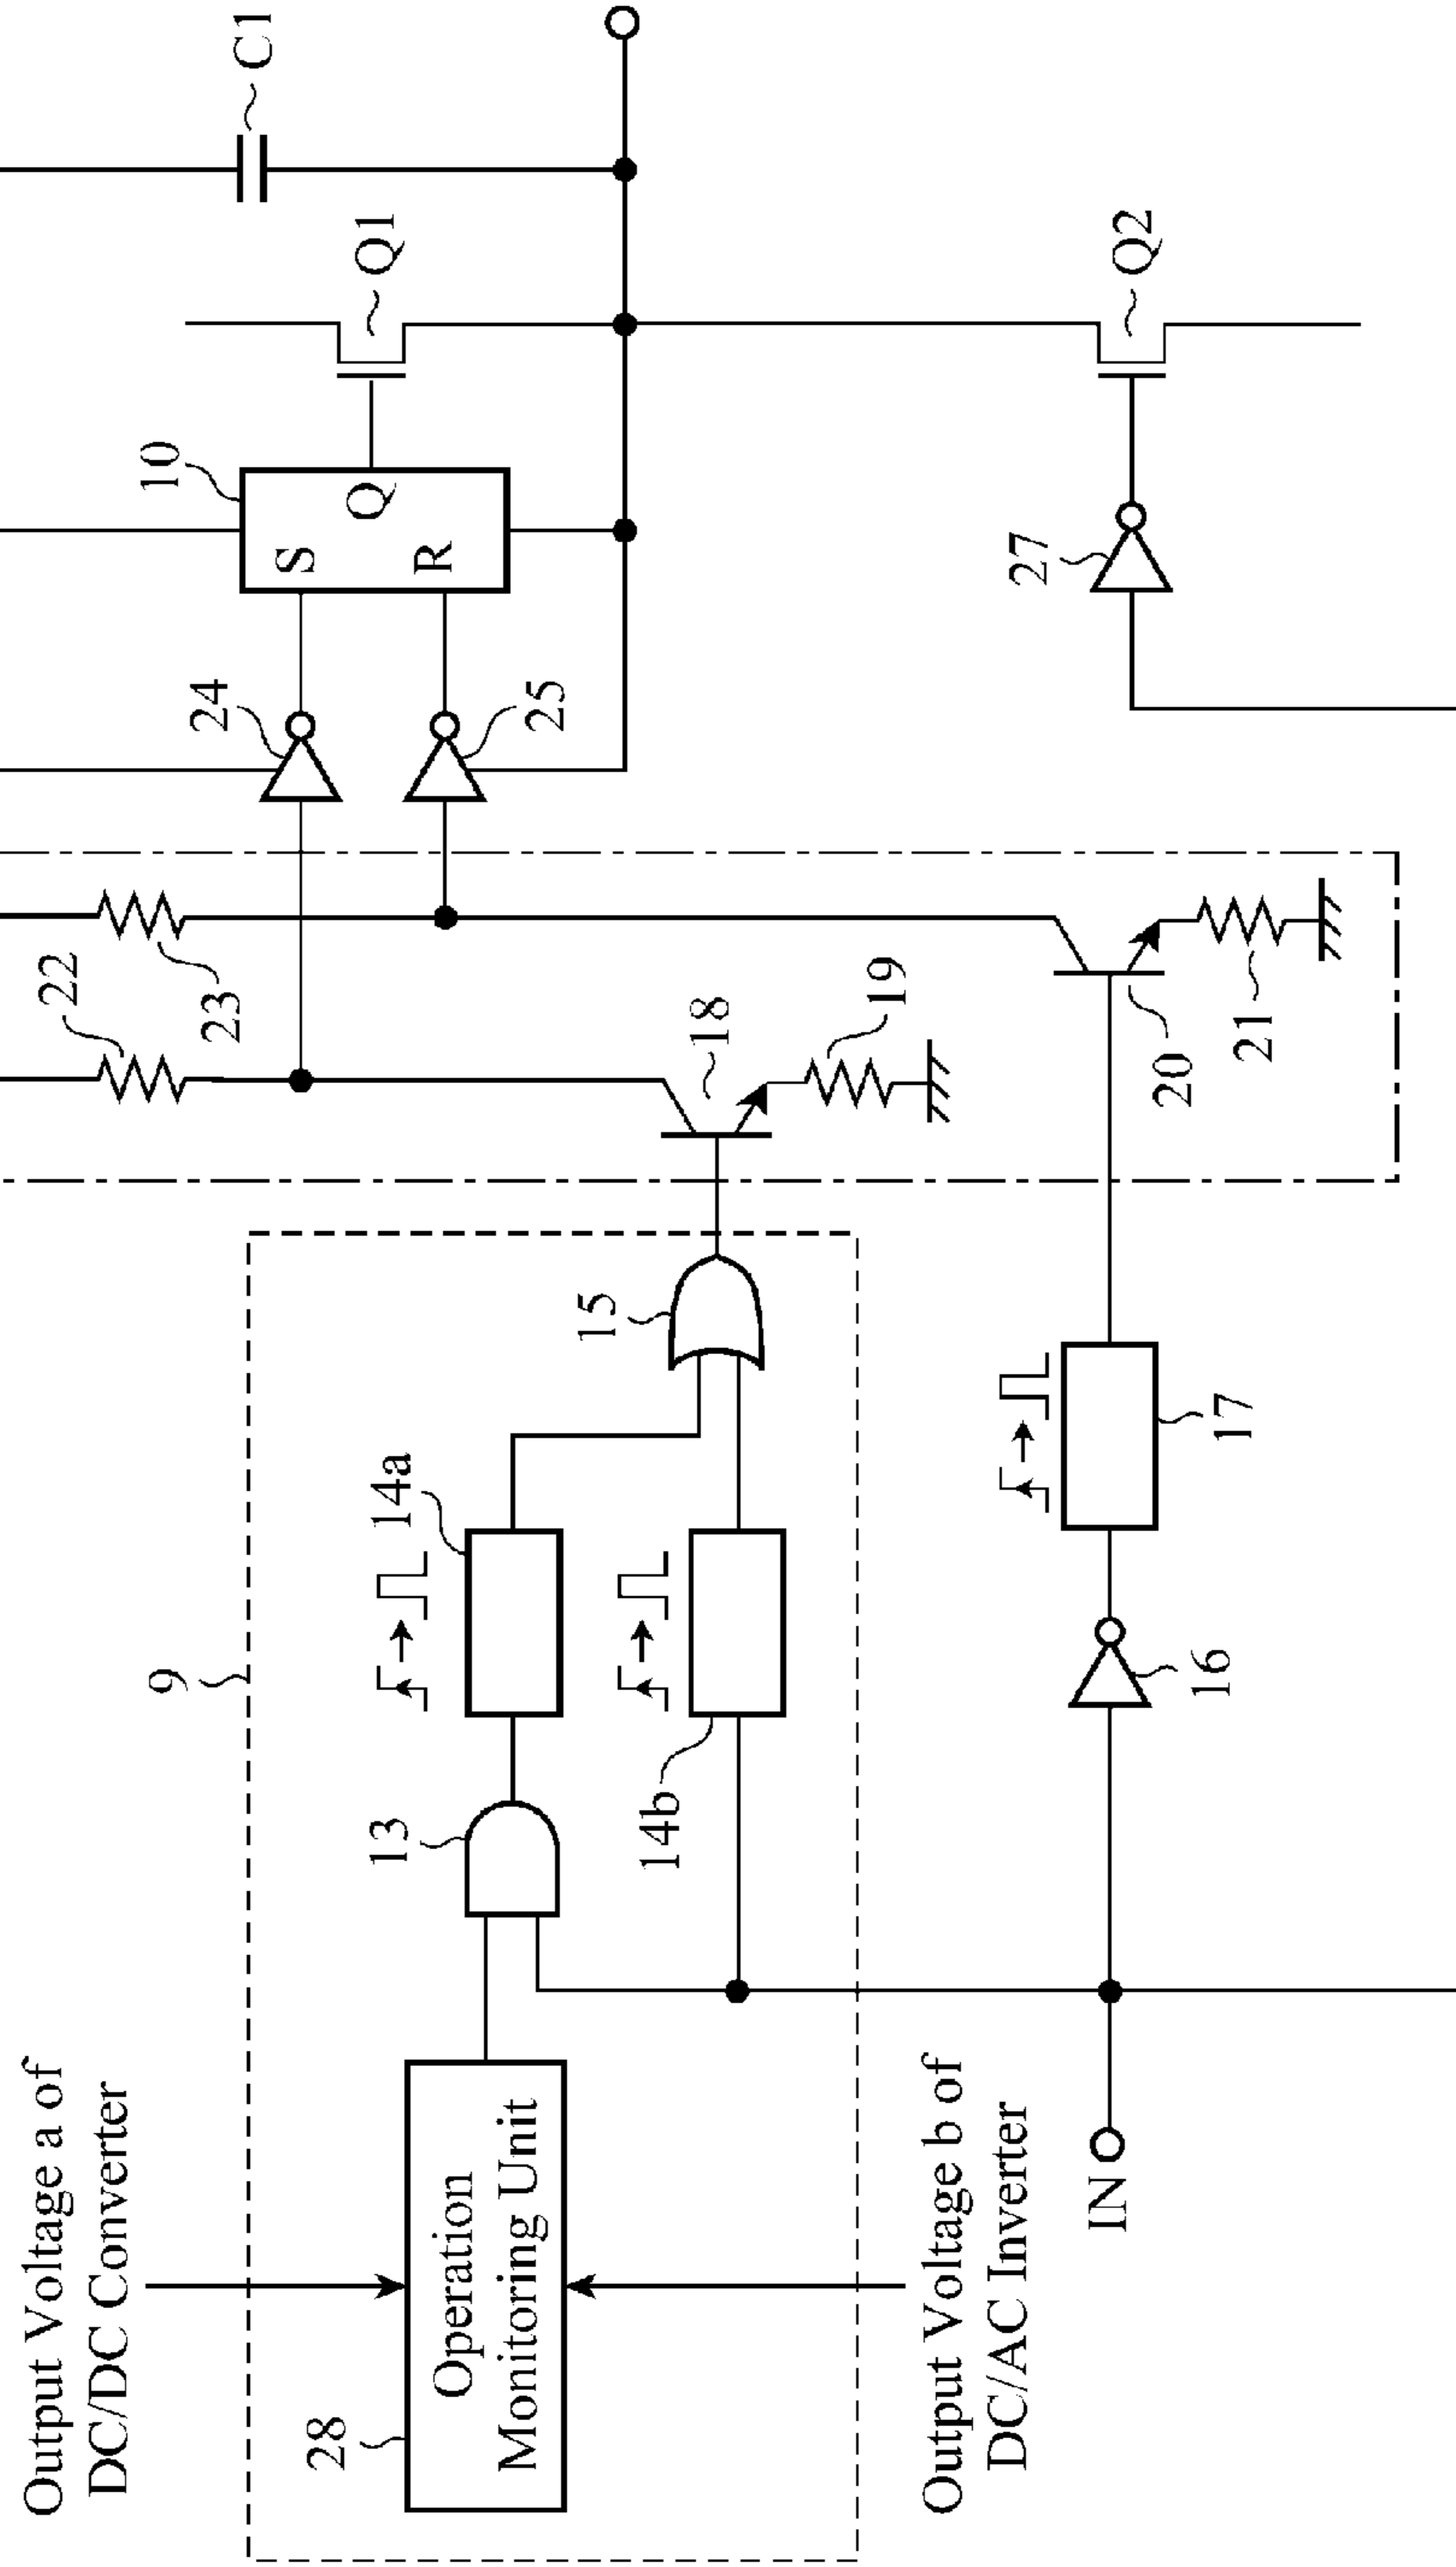 Output Voltage a of
DC/DC Converter
28
Operation
Monitoring Unit
Output Voltage b of
DC/AC Inverter
IN
9
13
14a
14b
15
16
17
22
23
18
19
20
21
24
25
10
S
R
Q
27
C1
Q1
Q2